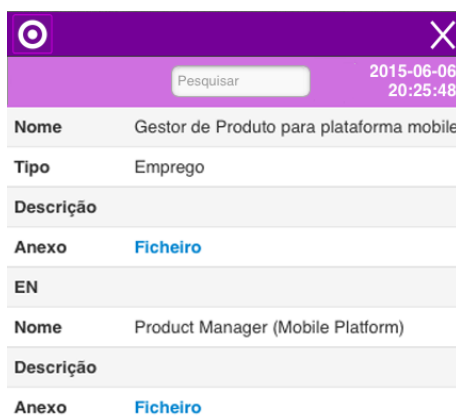 Pesquisar
2015-06-06
20:25:48
Nome Gestor de Produto para plataforma mobile
Tipo Emprego
Descrição
Anexo Ficheiro
EN
Nome Product Manager (Mobile Platform)
Descrição
Anexo Ficheiro